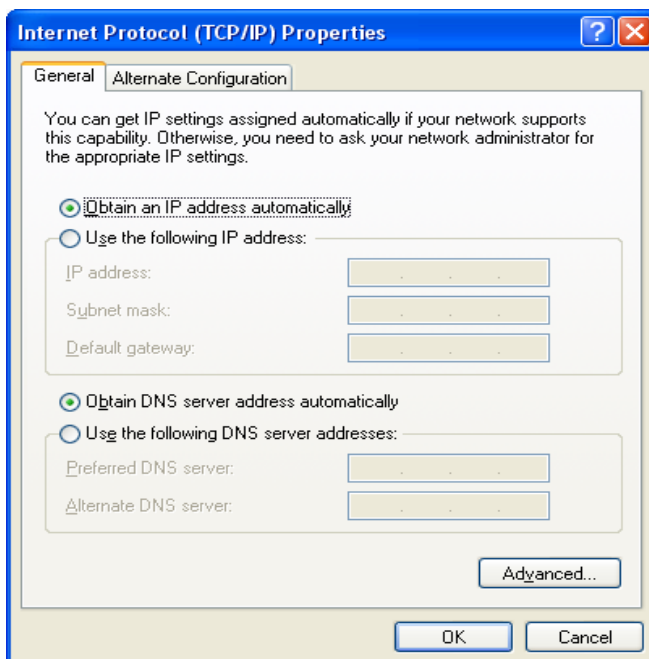 Internet Protocol (TCP/IP) Properties
General
Alternate Configuration
You can get IP settings assigned automatically if your network supports
this capability. Otherwise, you need to ask your network administrator for
the appropriate IP settings.
Obtain an IP address automatically
Use the following IP address:
IP address:
Subnet mask:
Default gateway:
Obtain DNS server address automatically
Use the following DNS server addresses:
Preferred DNS server:
Alternate DNS server:
Advanced...
OK
Cancel